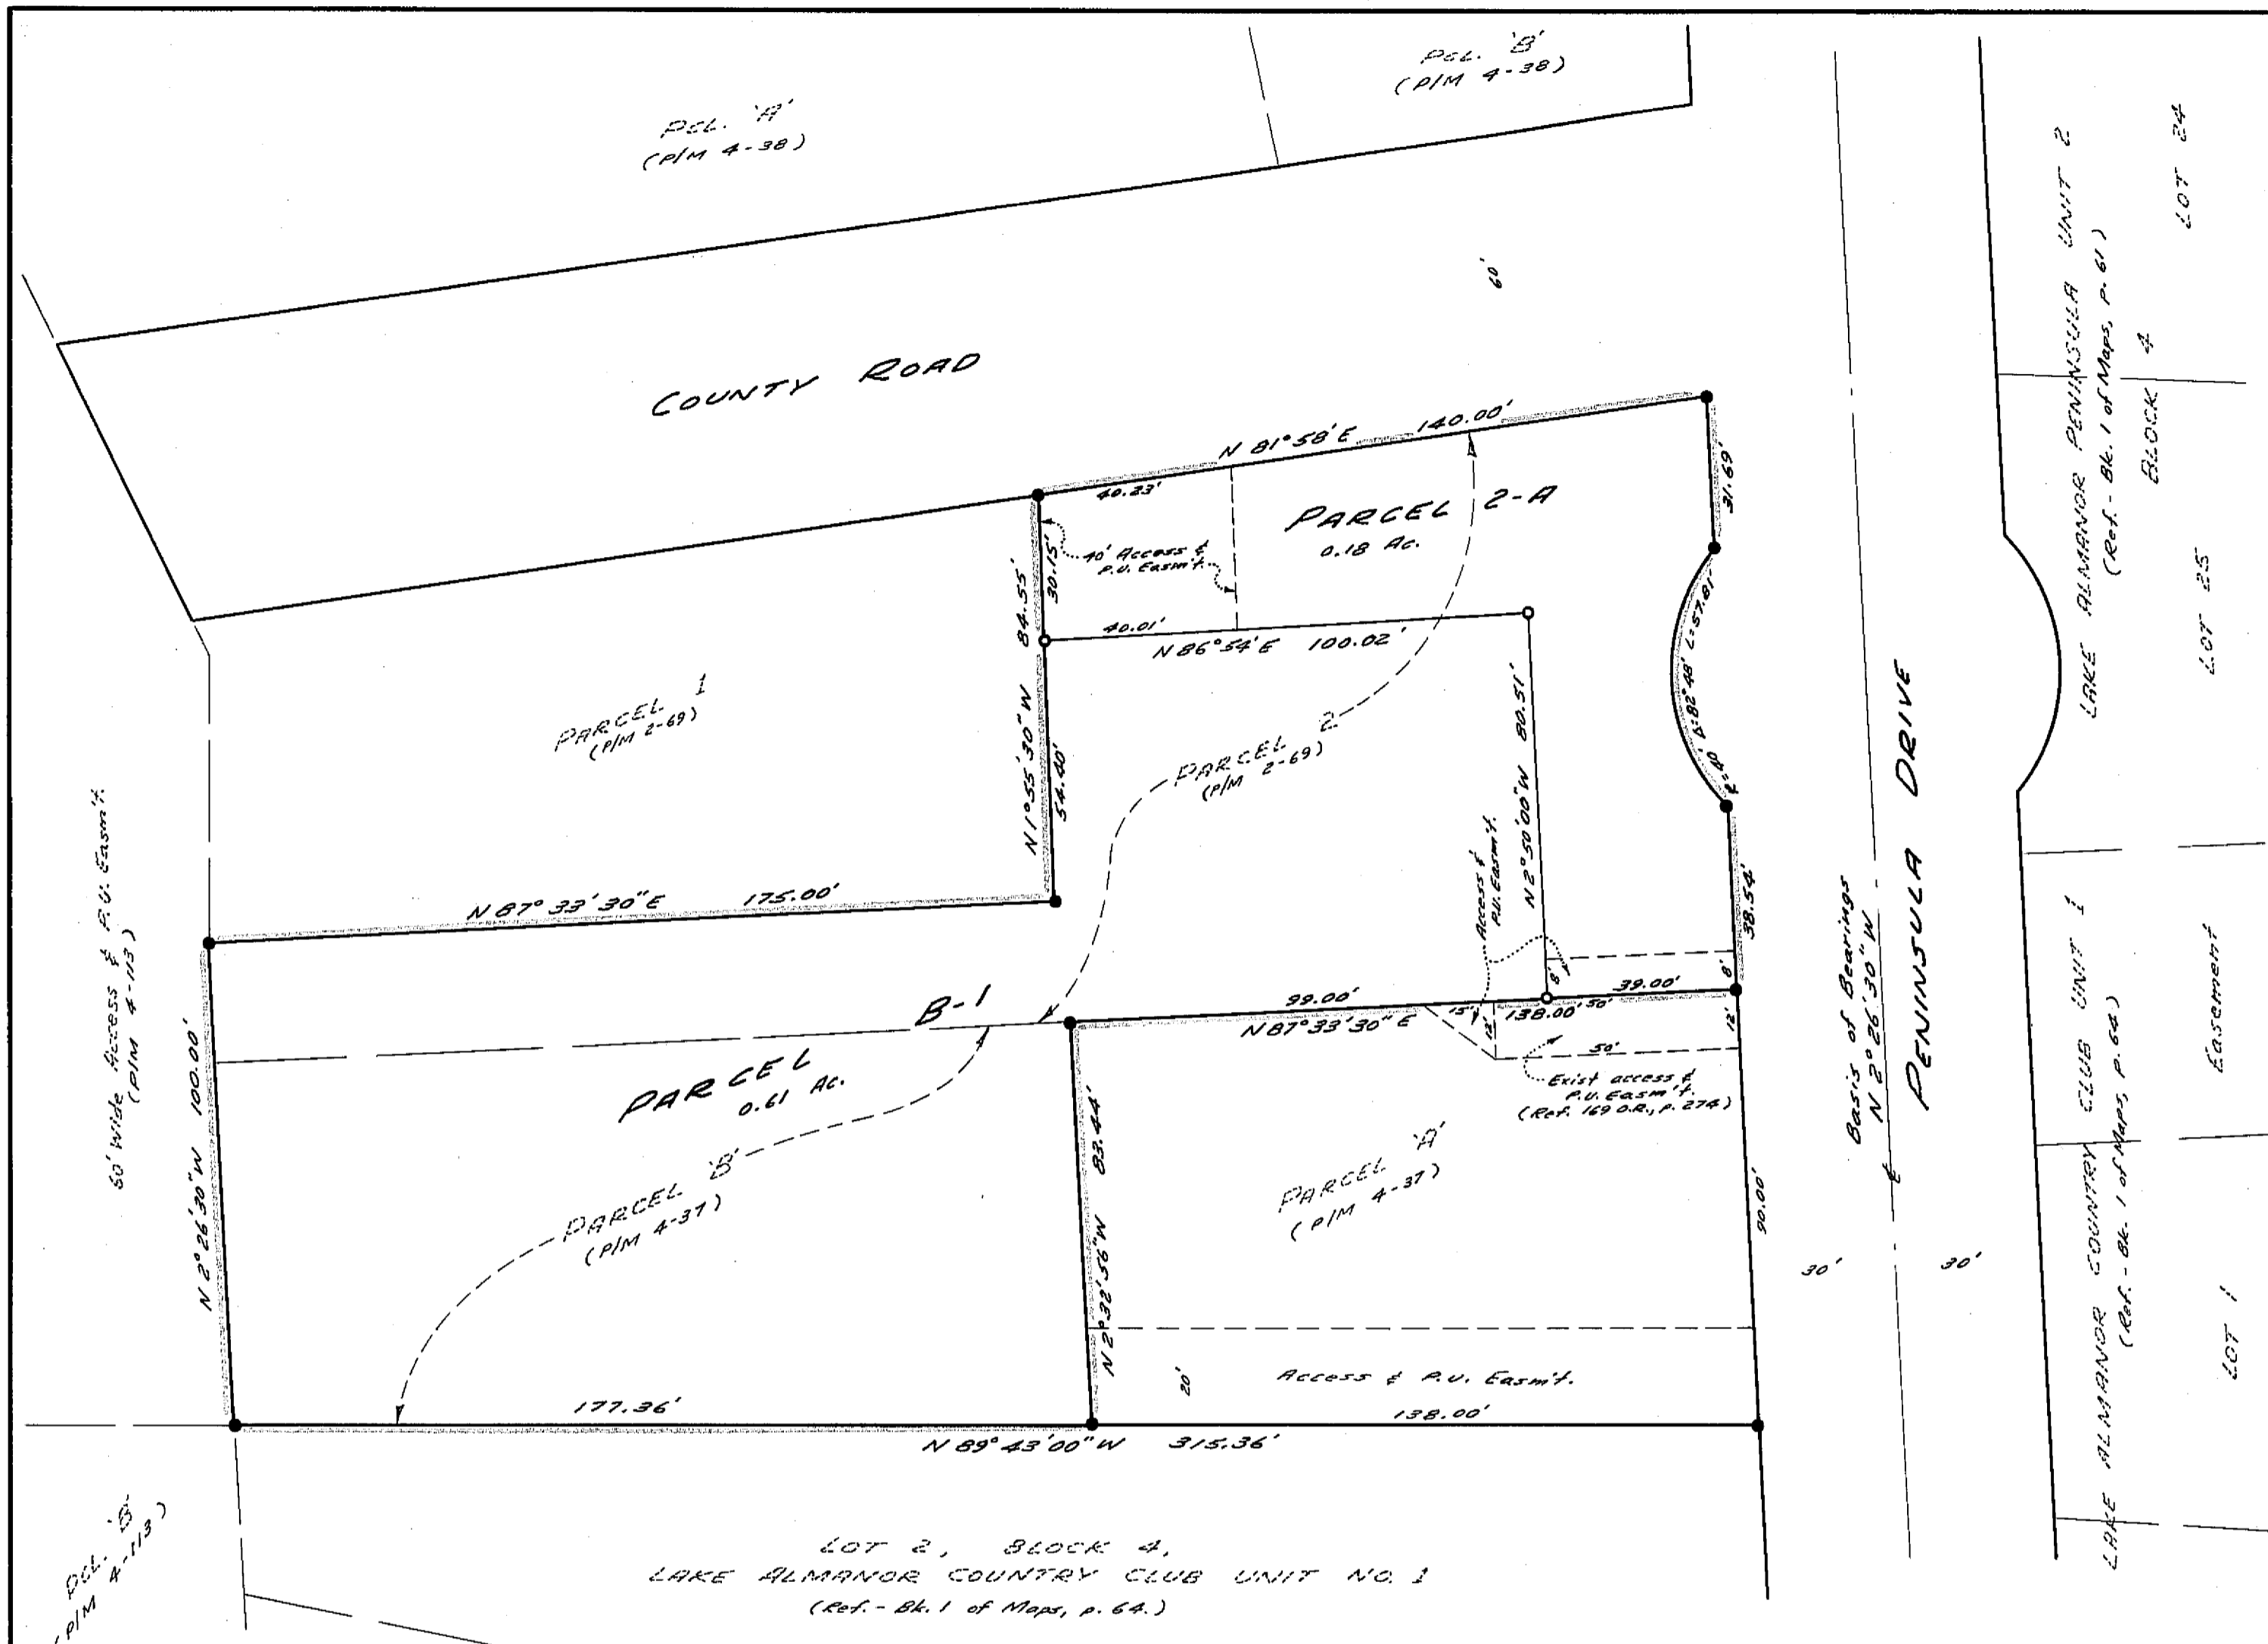 Pcl. 'A'
(P/M 4-38)
Pcl. 'B'
(P/M 4-38)
COUNTY ROAD
60'
N 81°58' E 140.00'
40.23'
31.69'
PARCEL 2-A
0.18 Ac.
40' Access &
P.U. Easm't.
30.15'
84.55'
N 1°55'30" W
54.40'
40.01'
N 86°54' E 100.02'
Δ=82°48' L=57.81'
R=40'
PARCEL 1
(P/M 2-69)
PARCEL 2
(P/M 2-69)
N 2°50'00" W 80.51'
Access &
P.U. Easm't.
38.54'
N 87°33'30" E 175.00'
50' Wide Access & P.U. Easm't.
(P/M 4-113)
N 2°26'30" W 100.00'
PARCEL B-1
0.61 Ac.
99.00'
39.00'
8'
8'
N 87°33'30" E 138.00'
15'
50'
12'
12'
50'
Exist access &
P.U. Easm't.
(Ref. 169 O.R., p. 274)
PARCEL 'B'
(P/M 4-37)
N 2°32'56" W 83.44'
PARCEL 'A'
(P/M 4-37)
90.00'
20'
Access & P.U. Easm't.
177.36'
138.00'
N 89°43'00" W 315.36'
Basis of Bearings
N 2°26'30" W
℄
PENINSULA DRIVE
30'
30'
LAKE ALMANOR PENINSULA UNIT 2
(Ref. - Bk. 1 of Maps, p. 61)
BLOCK 4
LOT 24
LOT 25
LAKE ALMANOR COUNTRY CLUB UNIT 1
(Ref. - Bk. 1 of Maps, p. 64)
Easement
LOT 1
Pcl. 'B'
(P/M 4-113)
LOT 2, BLOCK 4,
LAKE ALMANOR COUNTRY CLUB UNIT NO. 1
(Ref. - Bk. 1 of Maps, p. 64.)